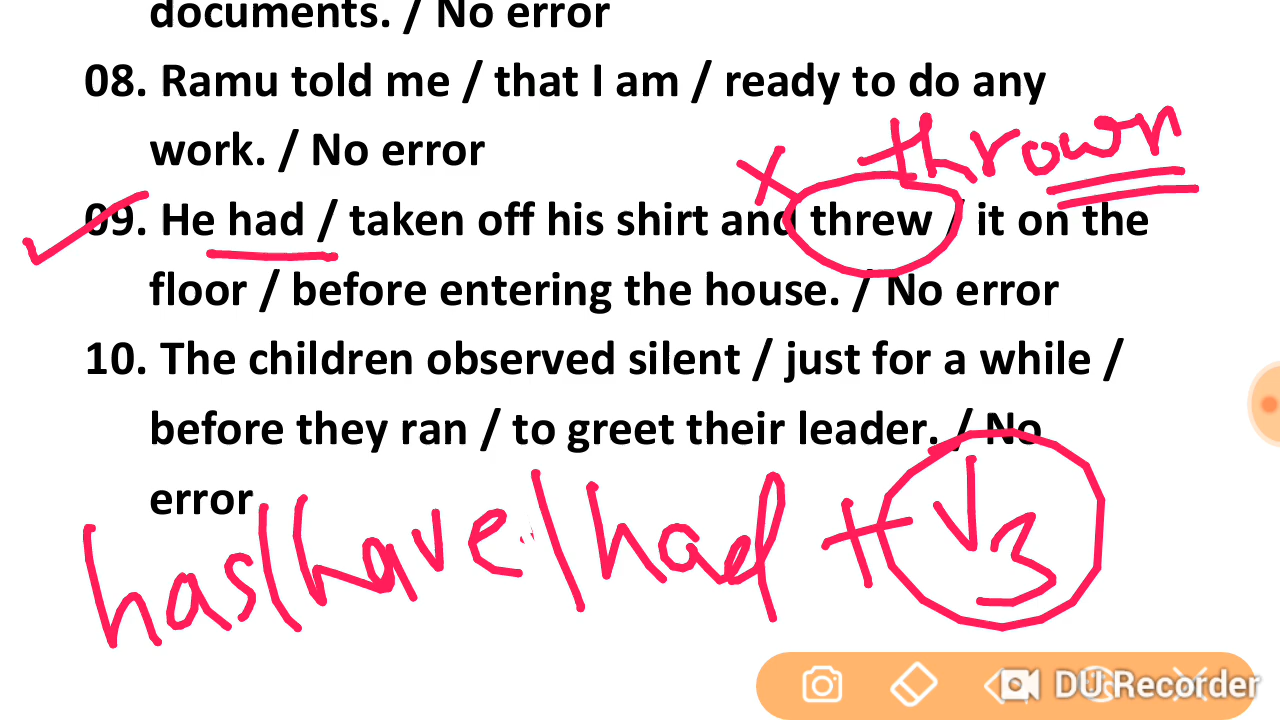 documents. / No error
08. Ramu told me / that I am / ready to do any
work. / No error
thrown
09. He had / taken off his shirt and threw / it on the
floor / before entering the house. / No error
10. The children observed silent / just for a while /
before they ran / to greet their leader. / No
error
has/have/had + V3
DU Recorder